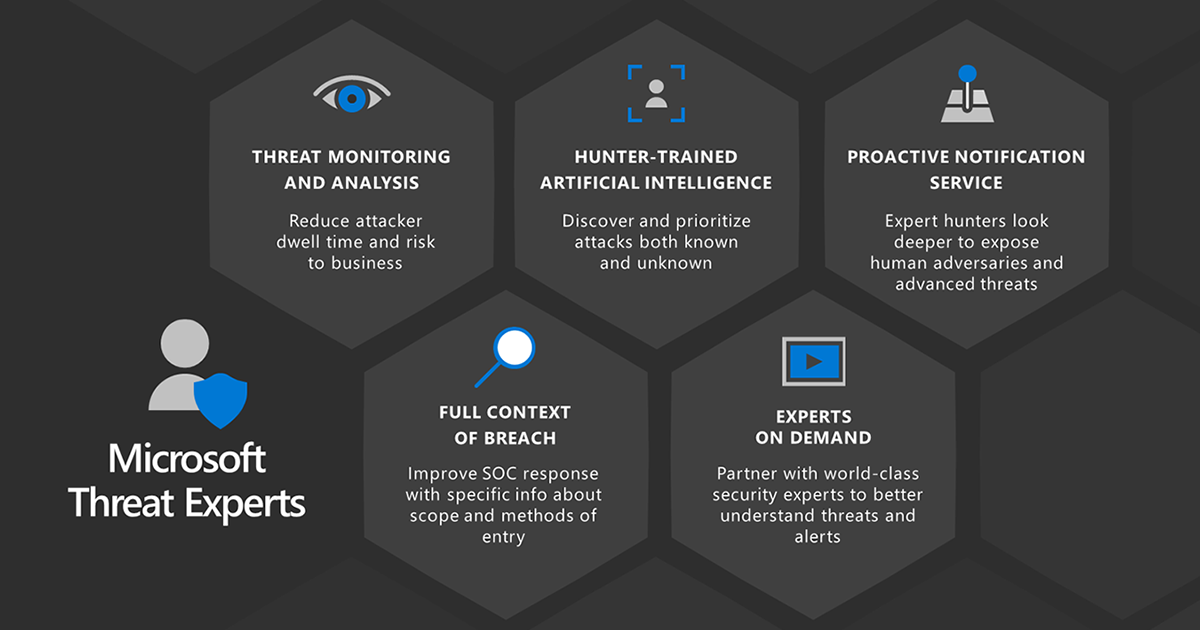 THREAT MONITORING
AND ANALYSIS
Reduce attacker
dwell time and risk
to business
HUNTER-TRAINED
ARTIFICIAL INTELLIGENCE
Discover and prioritize
attacks both known
and unknown
PROACTIVE NOTIFICATION
SERVICE
Expert hunters look
deeper to expose
human adversaries and
advanced threats
Microsoft
Threat Experts
FULL CONTEXT
OF BREACH
Improve SOC response
with specific info about
scope and methods of
entry
EXPERTS
ON DEMAND
Partner with world-class
security experts to better
understand threats and
alerts